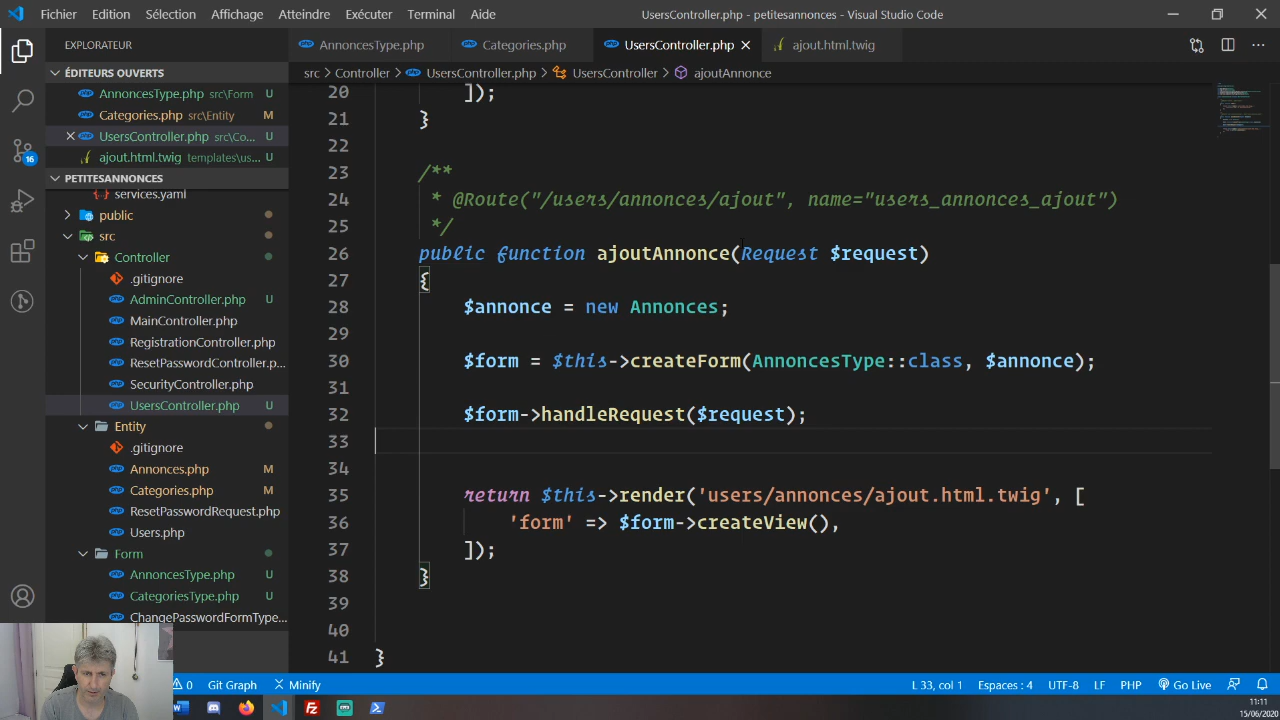 Fichier Edition Sélection Affichage Atteindre Exécuter Terminal Aide UsersController.php - petitesannonces - Visual Studio Code
EXPLORATEUR
AnnoncesType.php Categories.php UsersController.php ajout.html.twig
ÉDITEURS OUVERTS
src > Controller > UsersController.php > UsersController > ajoutAnnonce
AnnoncesType.php src\Form U
Categories.php src\Entity M
UsersController.php src\Co... U
ajout.html.twig templates\us... U
PETITESANNONCES
services.yaml
public
src
Controller
.gitignore
AdminController.php U
MainController.php
RegistrationController.php
ResetPasswordController.p...
SecurityController.php
UsersController.php U
Entity
.gitignore
Annonces.php M
Categories.php M
ResetPasswordRequest.php
Users.php
Form
AnnoncesType.php U
CategoriesType.php U
ChangePasswordFormType...
16
20 ]);
21 }
22
23 /**
24 * @Route("/users/annonces/ajout", name="users_annonces_ajout")
25 */
26 public function ajoutAnnonce(Request $request)
27 {
28 $annonce = new Annonces;
29
30 $form = $this->createForm(AnnoncesType::class, $annonce);
31
32 $form->handleRequest($request);
33
34
35 return $this->render('users/annonces/ajout.html.twig', [
36 'form' => $form->createView(),
37 ]);
38 }
39
40
41 }
0 Git Graph Minify L 33, col 1 Espaces : 4 UTF-8 LF PHP Go Live
11:11
15/06/2020